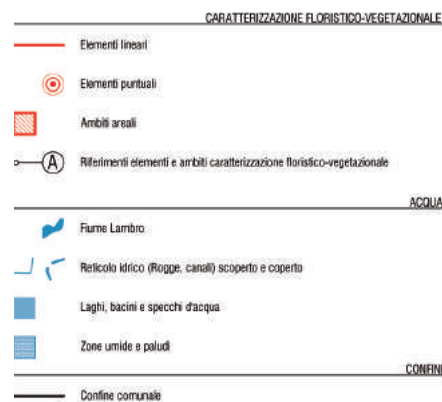 CARATTERIZZAZIONE FLORISTICO-VEGETAZIONALE
Elementi lineari
Elementi puntuali
Ambiti areali
A Riferimenti elementi e ambiti caratterizzazione floristico-vegetazionale
ACQUA
Fiume Lambro
Reticolo idrico (Rogge, canali) scoperto e coperto
Laghi, bacini e specchi d'acqua
Zone umide e paludi
CONFINI
Confine comunale